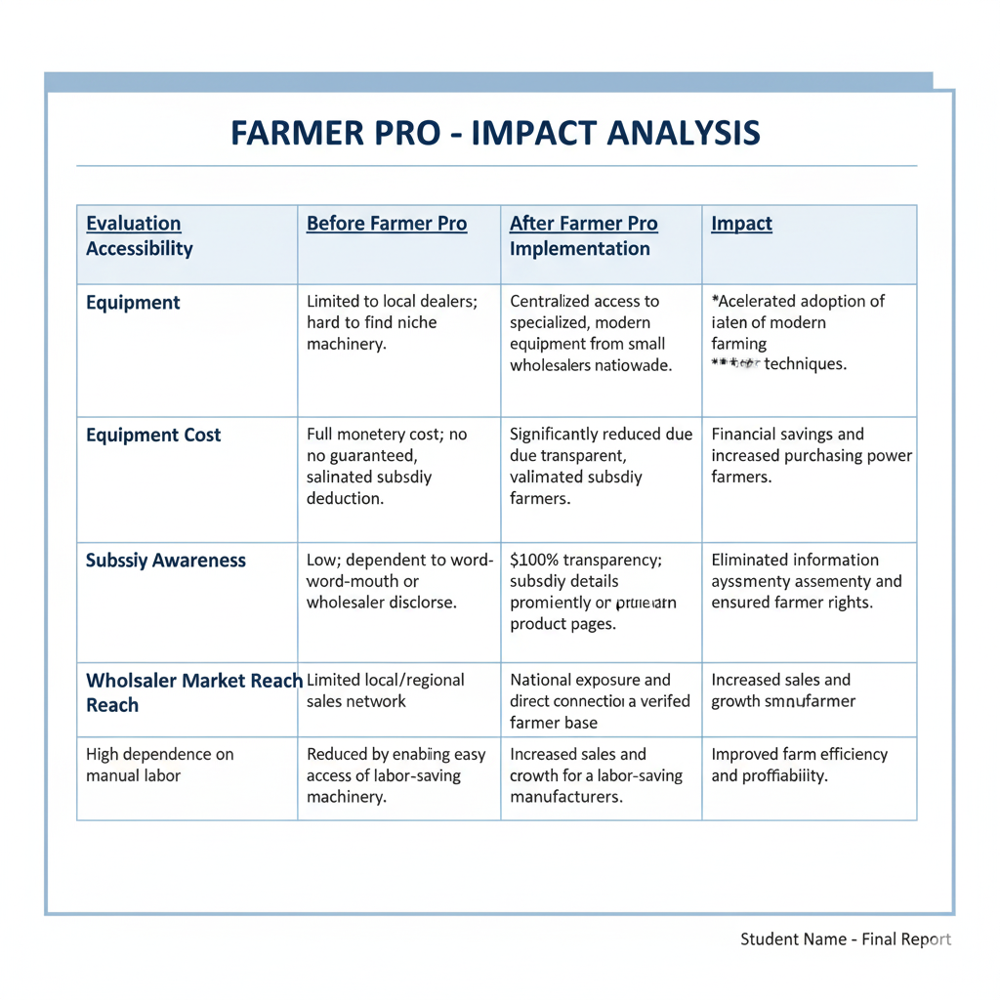 FARMER PRO - IMPACT ANALYSIS
Evaluation
Accessibility
Before Farmer Pro
After Farmer Pro
Implementation
Impact
Equipment
Limited to local dealers;
hard to find niche
machinery.
Centralized access to
specialized, modern
equipment from small
wholesalers natiowade.
*Acelerated adoption of
iaten of modern
farming
techniques.
Equipment Cost
Full monetery cost; no
no guaranteed,
salinated subsdiy
deduction.
Significantly reduced due
due transparent,
valimated subsdiy
farmers.
Financial savings and
increased purchasing power
farmers.
Subssiy Awareness
Low; dependent to word-
word-mouth or
wholesaler disclorse.
$100% transparency;
subsdiy details
promiently or
product pages.
Eliminated information
aysmenty assementy and
ensured farmer rights.
Wholsaler Market Reach
Reach
Limited local/regional
sales network
National exposure and
direct connectioı a verifed
farmer base
Increased sales and
growth smnufarmer
High dependence on
manual labor
Reduced by enabling easy
access of labor-saving
machinery.
Increased sales and
crowth for a labor-saving
manufacturers.
Improved farm efficiency
and proffiabiiity.
Student Name - Final Report